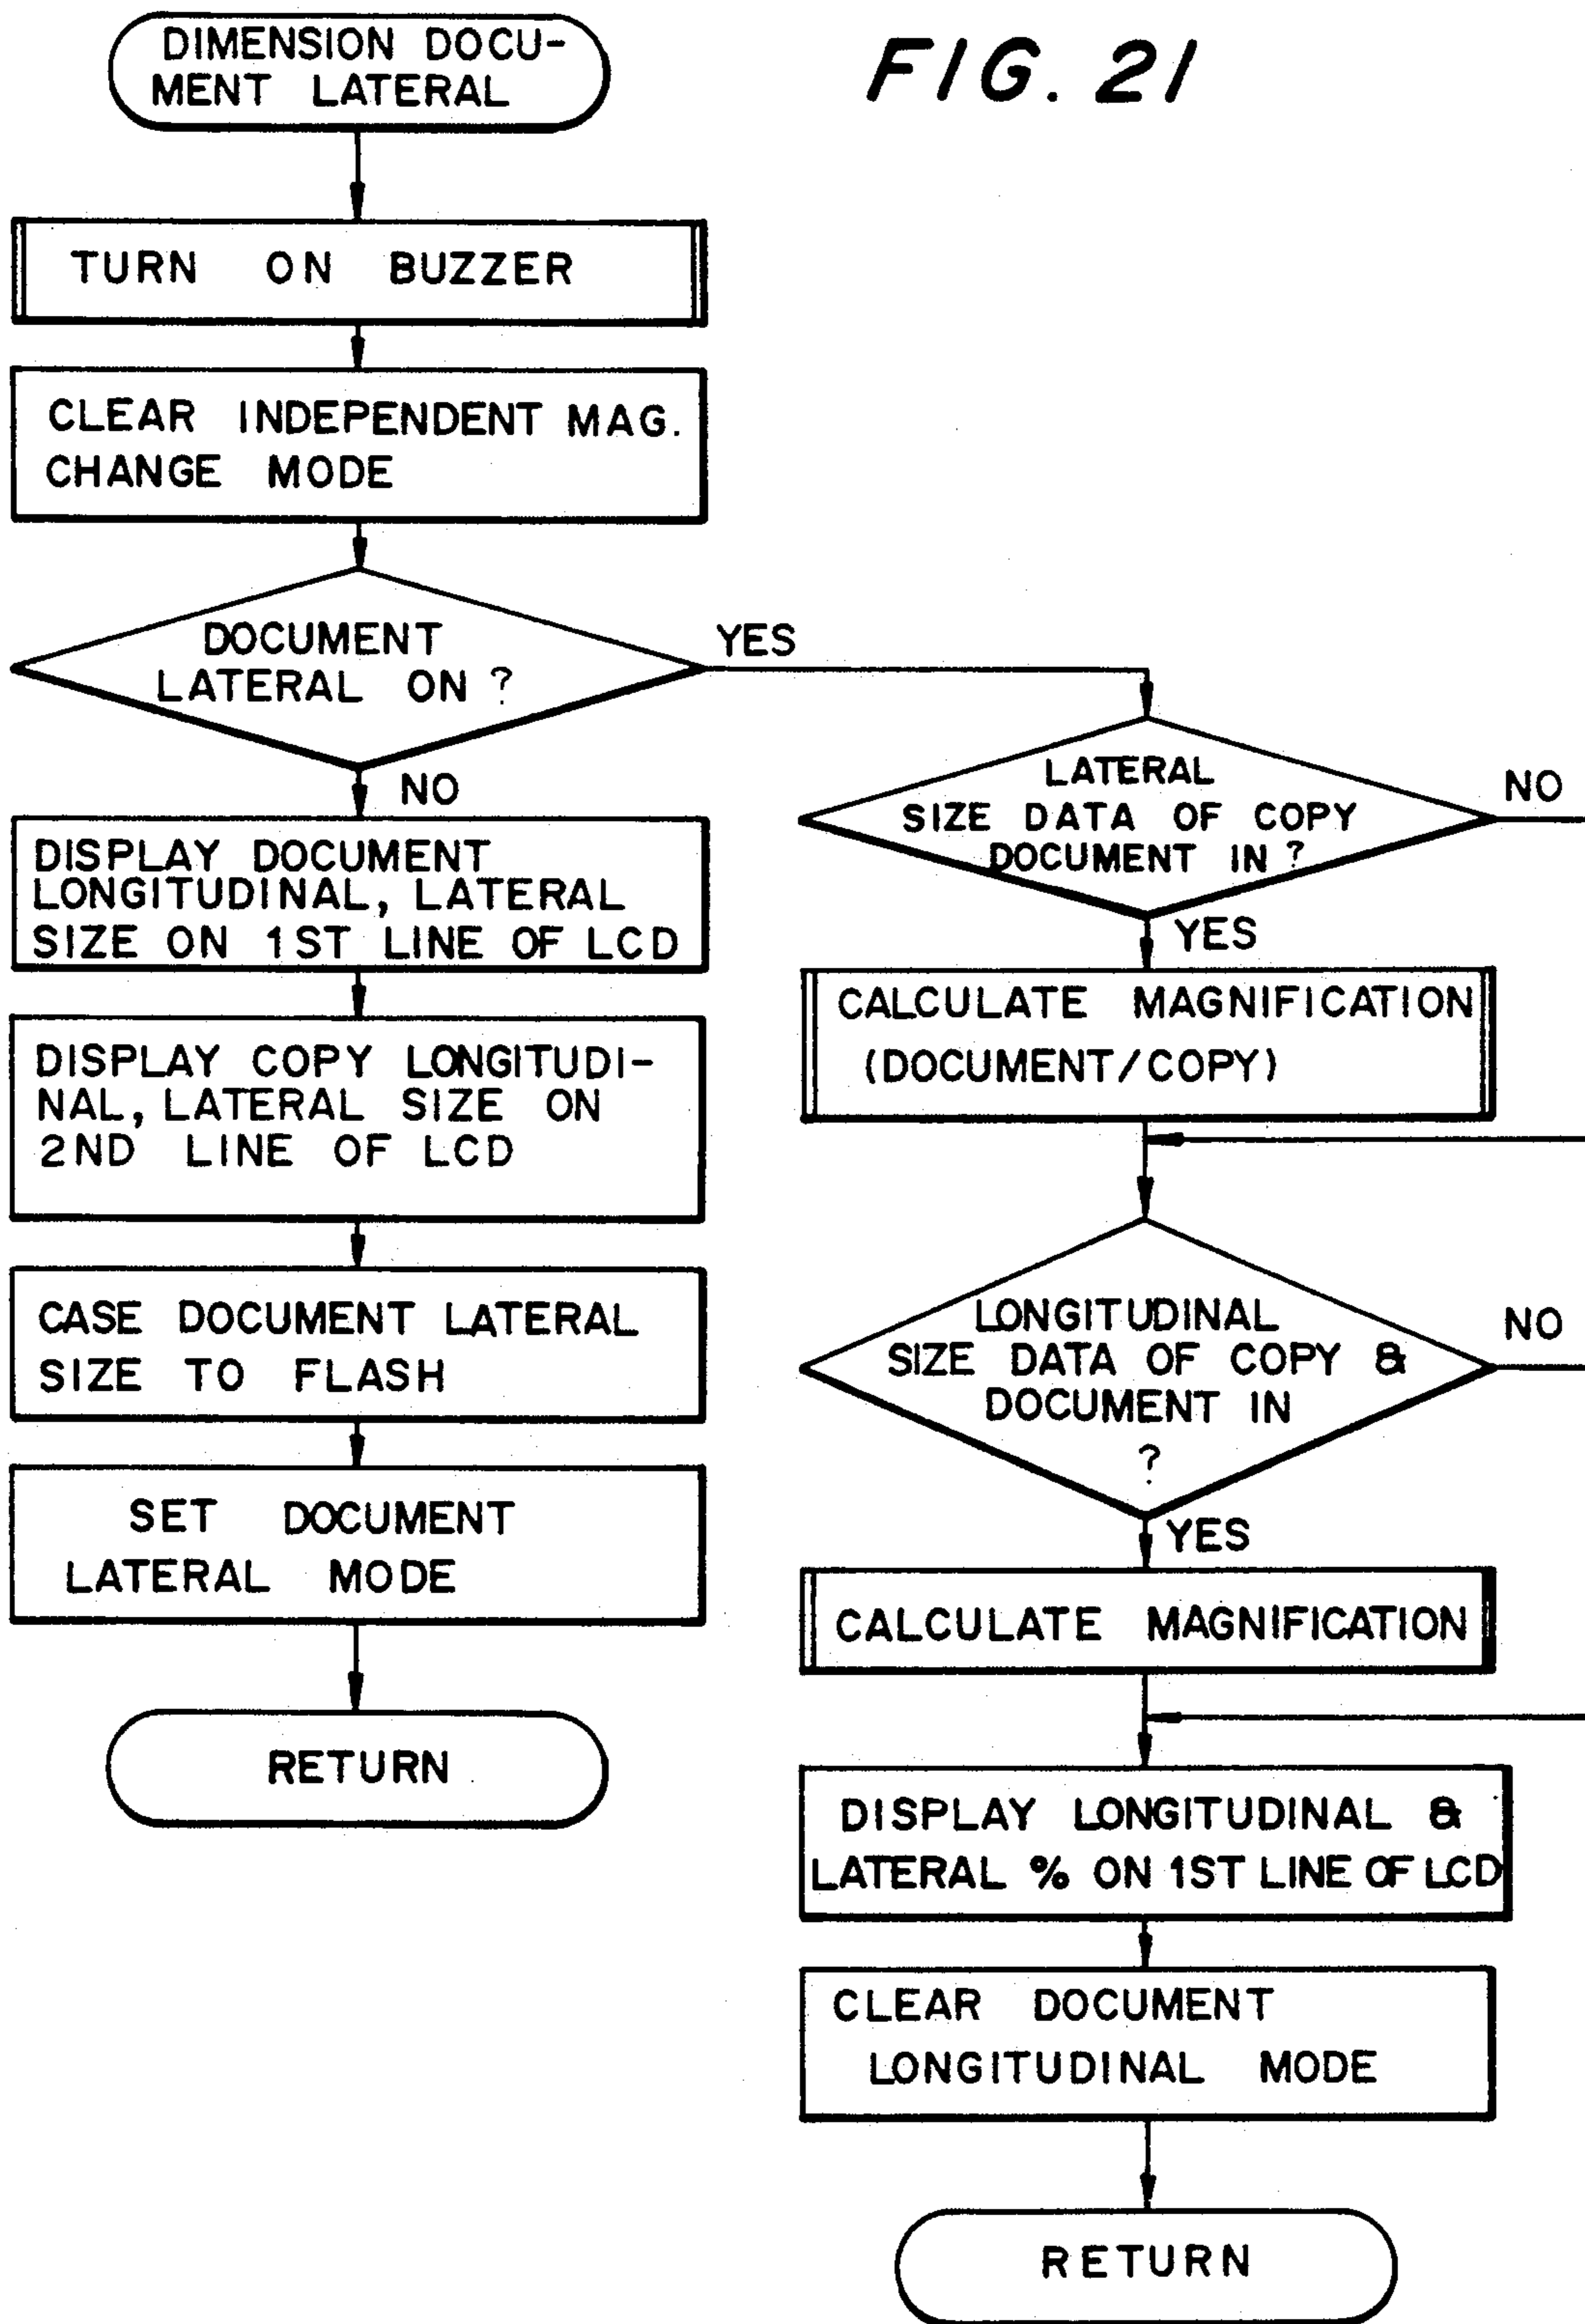 FIG. 21
DIMENSION DOCU-
MENT LATERAL
TURN ON BUZZER
CLEAR INDEPENDENT MAG.
CHANGE MODE
DOCUMENT
LATERAL ON ?
YES
NO
DISPLAY DOCUMENT
LONGITUDINAL, LATERAL
SIZE ON 1ST LINE OF LCD
DISPLAY COPY LONGITUDI-
NAL, LATERAL SIZE ON
2ND LINE OF LCD
CASE DOCUMENT LATERAL
SIZE TO FLASH
SET DOCUMENT
LATERAL MODE
RETURN
LATERAL
SIZE DATA OF COPY
DOCUMENT IN ?
NO
YES
CALCULATE MAGNIFICATION
(DOCUMENT/COPY)
LONGITUDINAL
SIZE DATA OF COPY &
DOCUMENT IN
?
NO
YES
CALCULATE MAGNIFICATION
DISPLAY LONGITUDINAL &
LATERAL % ON 1ST LINE OF LCD
CLEAR DOCUMENT
LONGITUDINAL MODE
RETURN